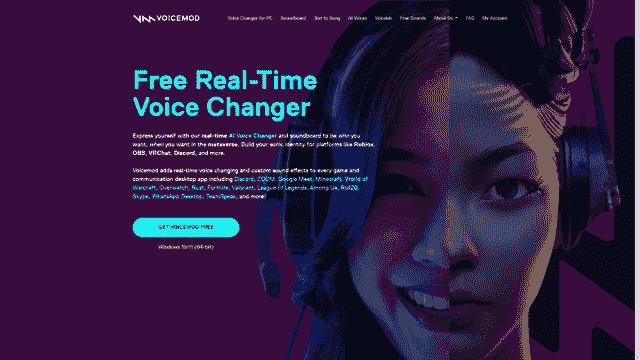 VOICEMOD
Voice Changer for PC Soundboard Text to Song AI Voices Voicelab Free Sounds About Us FAQ My Account
Free Real-Time
Voice Changer
Express yourself with our real-time AI Voice Changer and soundboard to be who you
want, when you want in the metaverse. Build your sonic identity for platforms like Roblox,
OBS, VRChat, Discord, and more.
Voicemod adds real-time voice changing and custom sound effects to every game and
communication desktop app including Discord, ZOOM, Google Meet, Minecraft, World of
Warcraft, Overwatch, Rust, Fortnite, Valorant, League of Legends, Among Us, Roll20,
Skype, WhatsApp Desktop, TeamSpeak, and more!
GET VOICEMOD FREE
Windows 10/11 (64-bit)